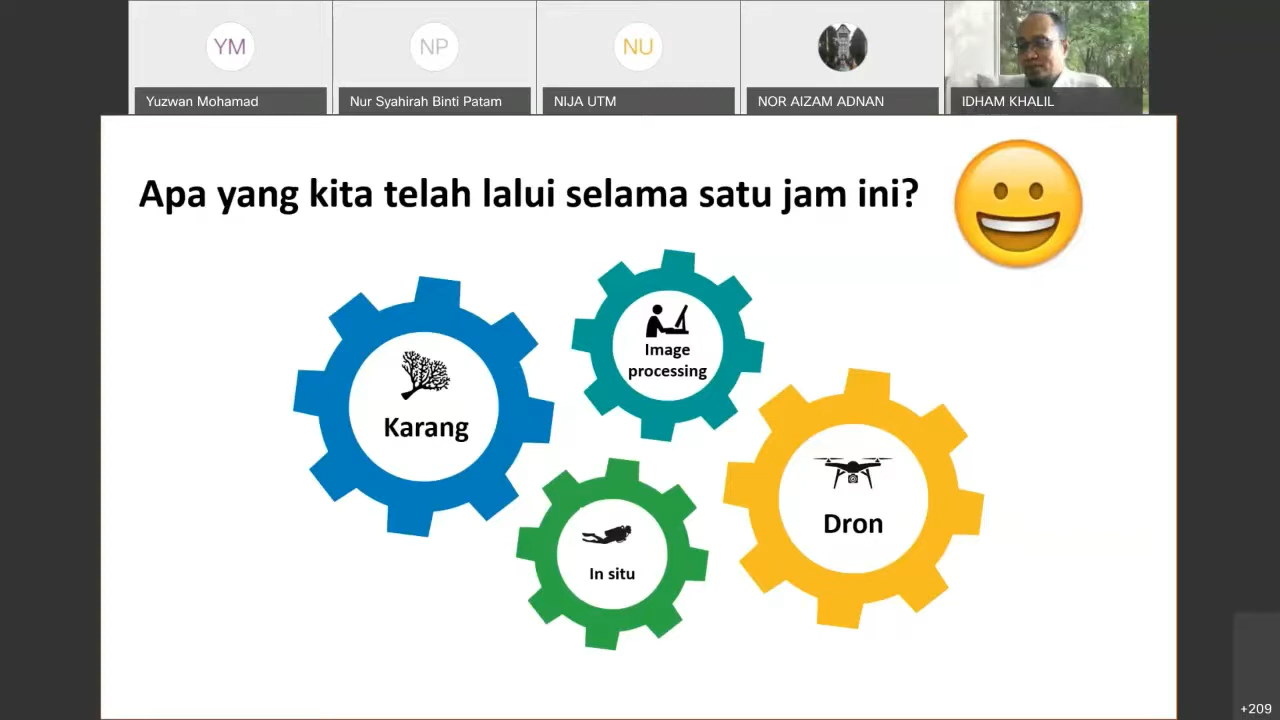 YM
NP
NU
Yuzwan Mohamad
Nur Syahirah Binti Patam
NIJA UTM
NOR AIZAM ADNAN
IDHAM KHALIL
Apa yang kita telah lalui selama satu jam ini?
Image
processing
Karang
Dron
In situ
+209